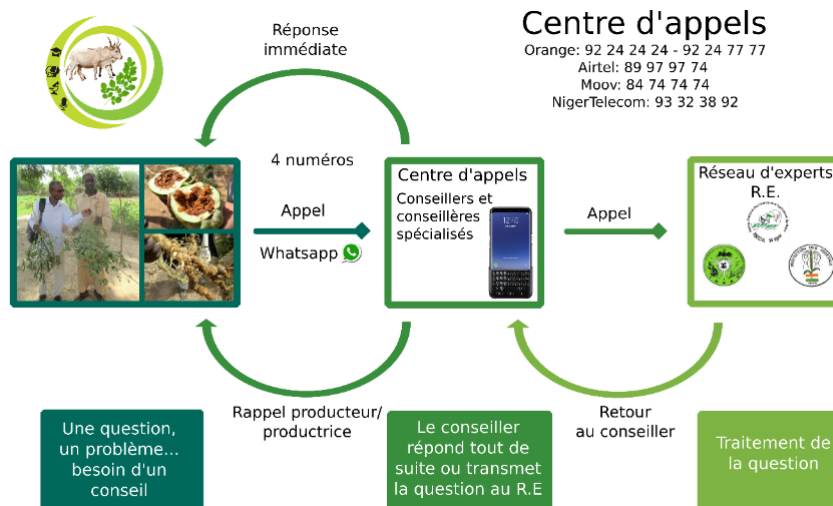 Réponse
immédiate
Centre d'appels
Orange: 92 24 24 24 - 92 24 77 77
Airtel: 89 97 97 74
Moov: 84 74 74 74
NigerTelecom: 93 32 38 92
4 numéros
Appel
Whatsapp
Centre d'appels
Conseillers et
conseillères
spécialisés
Appel
Réseau d'experts
R.E.
Rappel producteur/
productrice
Retour
au conseiller
Une question,
un problème...
besoin d'un
conseil
Le conseiller
répond tout de
suite ou transmet
la question au R.E
Traitement de
la question